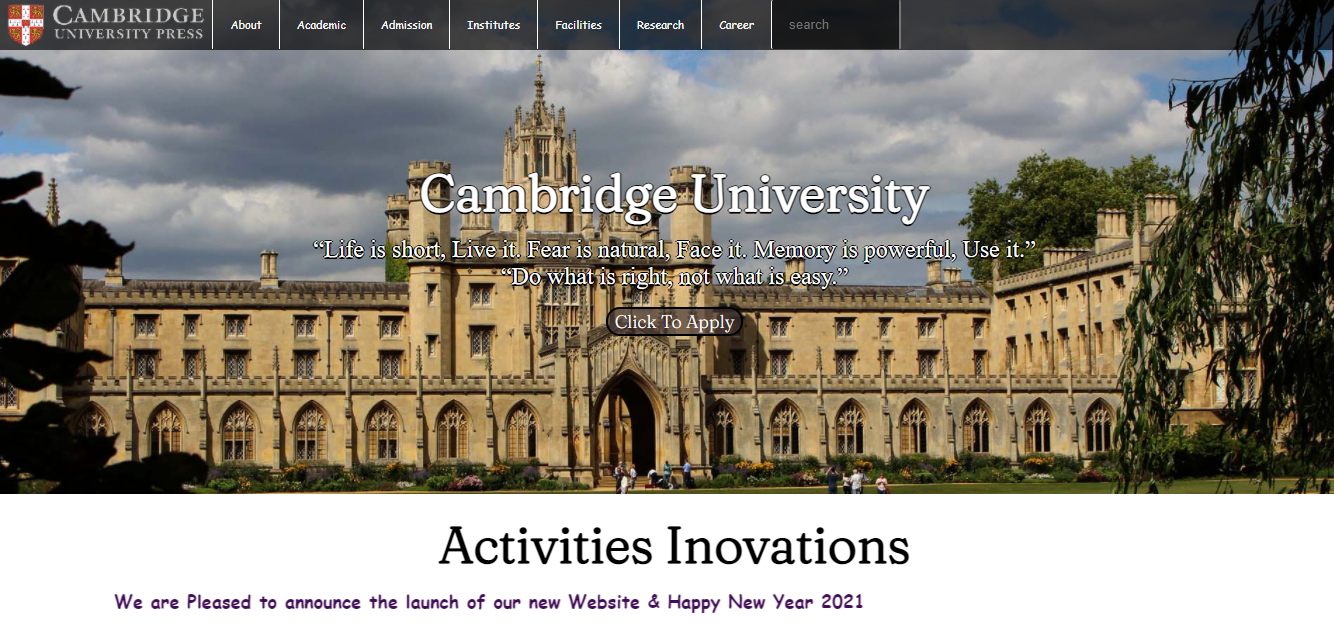 CAMBRIDGE
UNIVERSITY PRESS
About
Academic
Admission
Institutes
Facilities
Research
Career
search
Cambridge University
“Life is short, Live it. Fear is natural, Face it. Memory is powerful, Use it.”
“Do what is right, not what is easy.”
Click To Apply
Activities Inovations
We are Pleased to announce the launch of our new Website & Happy New Year 2021